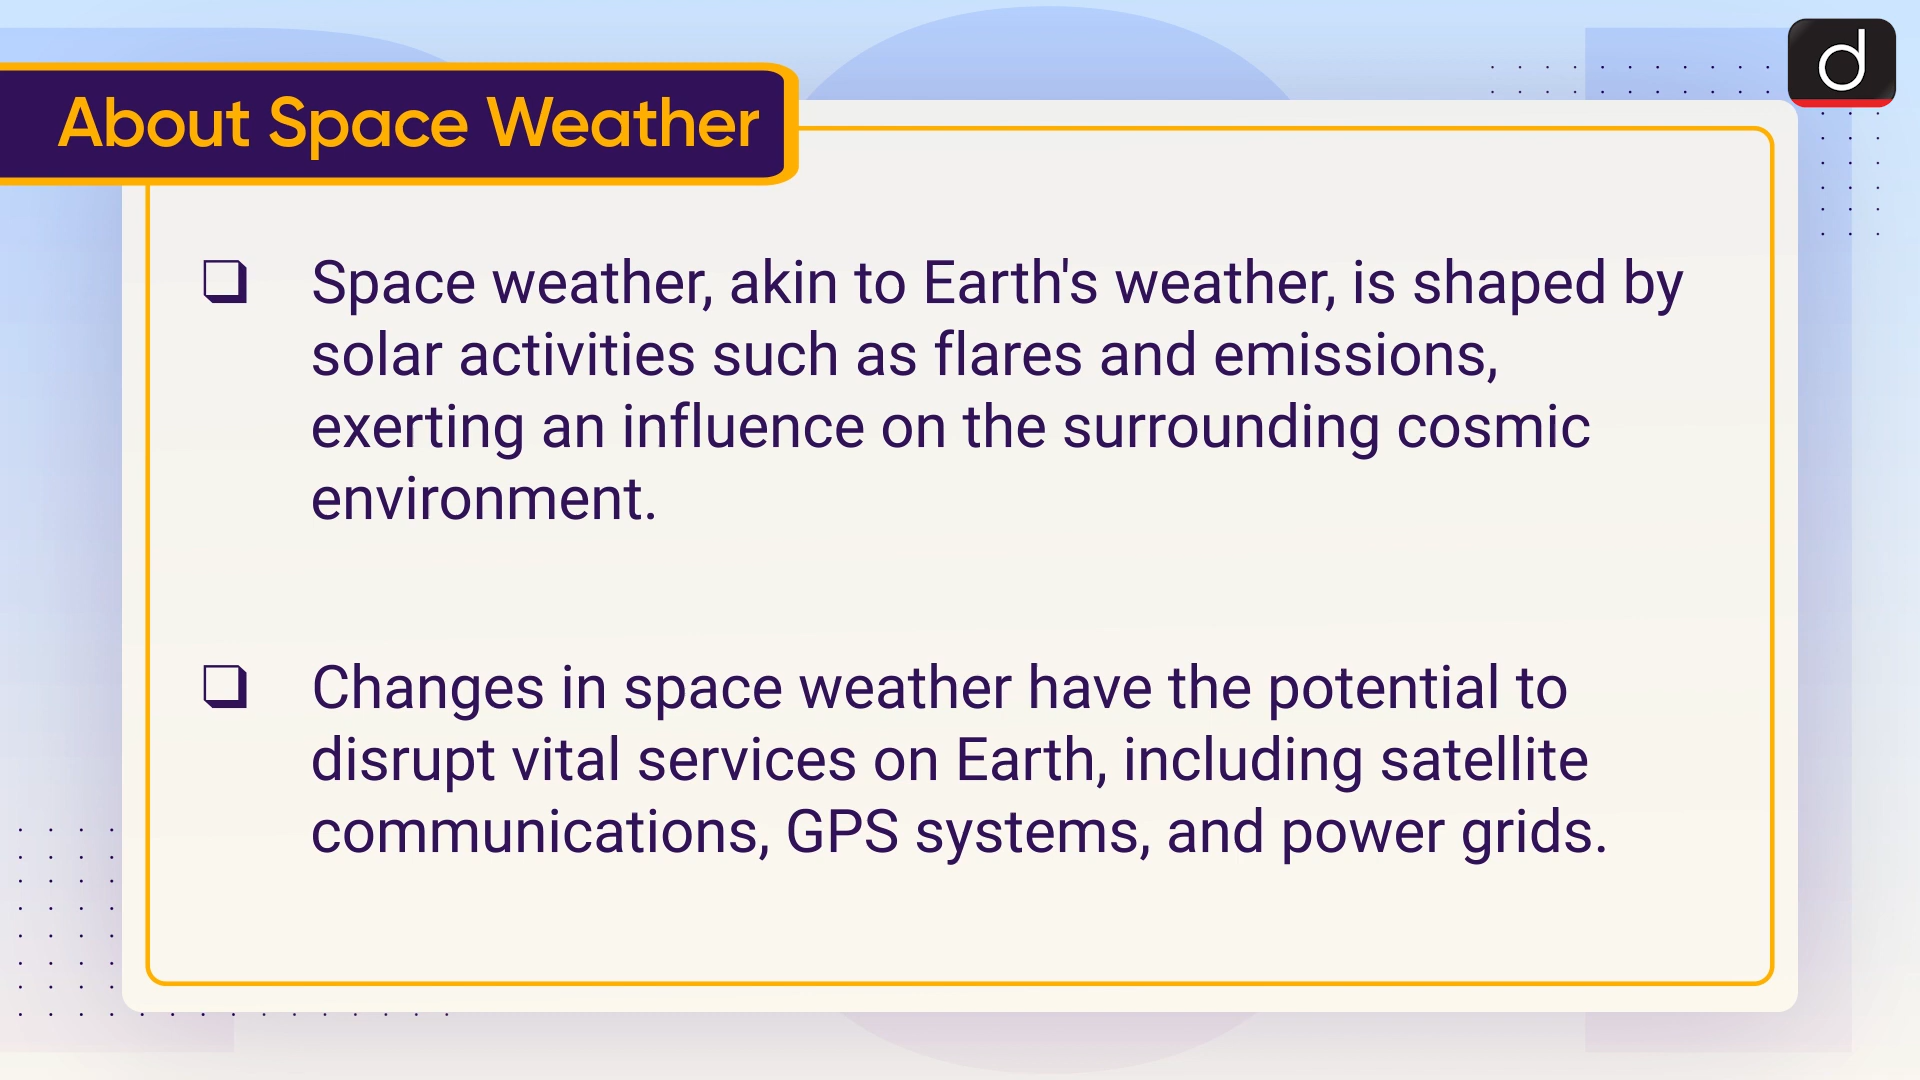 d
About Space Weather
❑ Space weather, akin to Earth's weather, is shaped by
solar activities such as flares and emissions,
exerting an influence on the surrounding cosmic
environment.
❑ Changes in space weather have the potential to
disrupt vital services on Earth, including satellite
communications, GPS systems, and power grids.